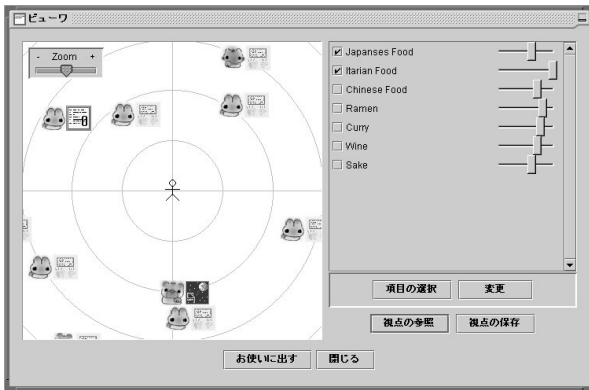 ビューワ
- Zoom +
Japanses Food
Itarian Food
Chinese Food
Ramen
Curry
Wine
Sake
項目の選択 変更
視点の参照 視点の保存
お使いに出す 閉じる